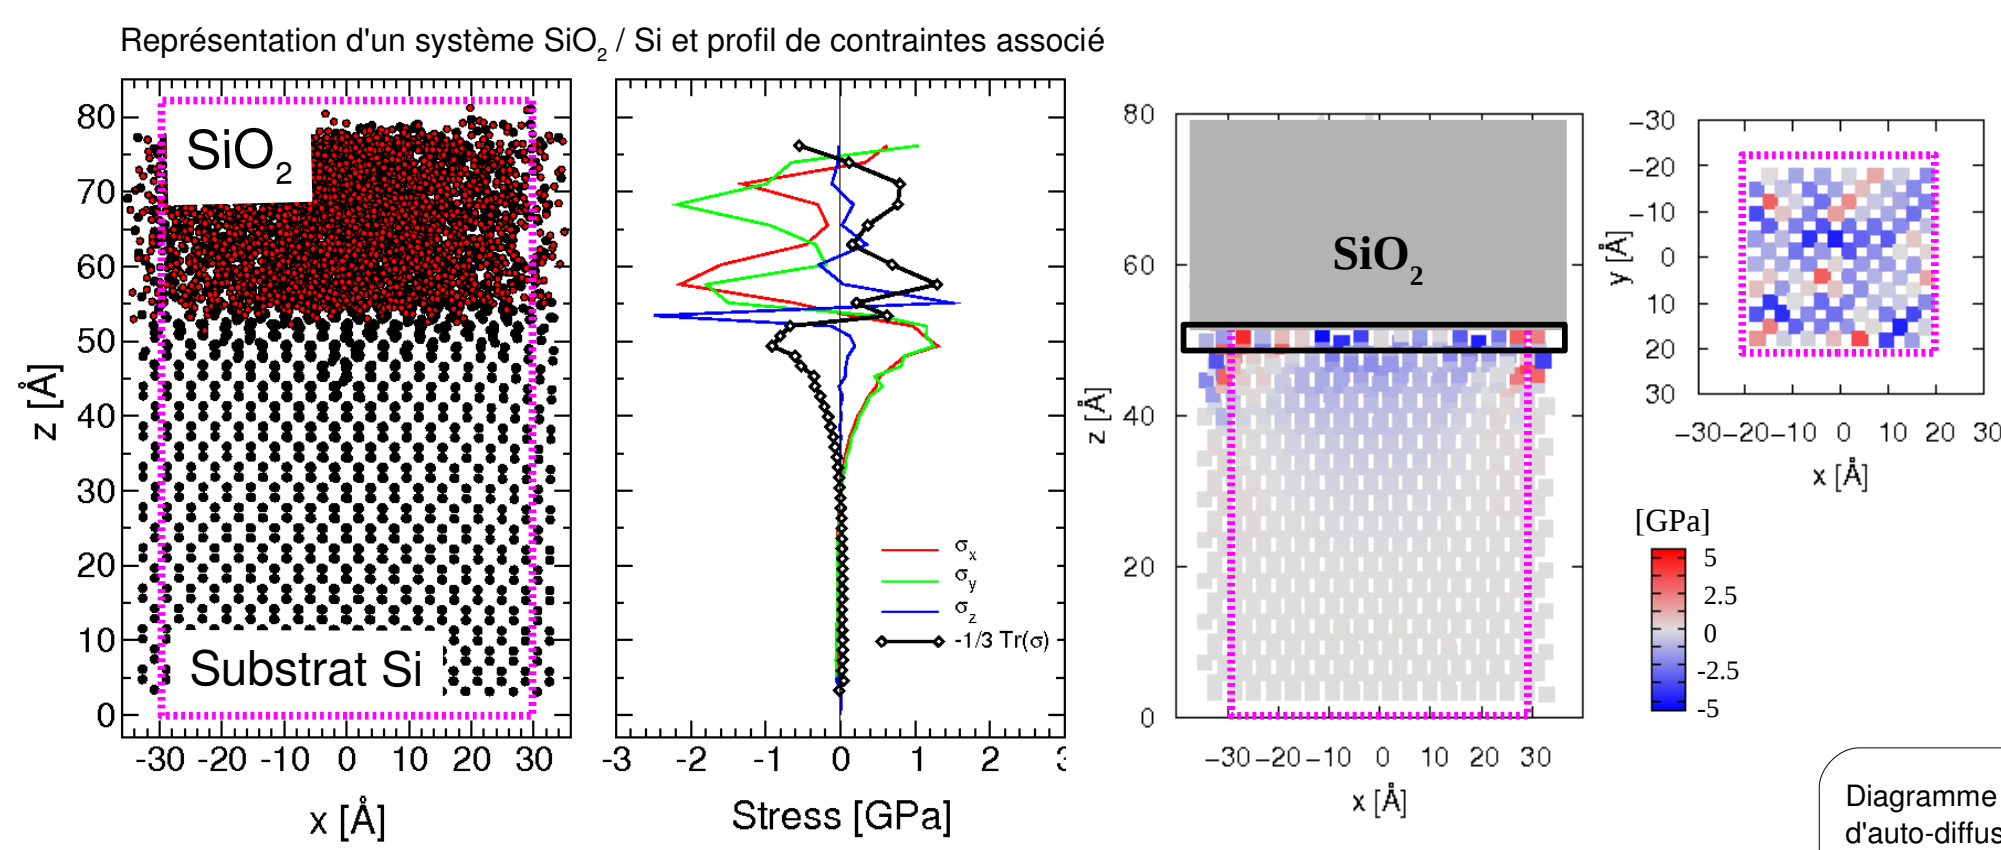 Représentation d'un système SiO2 / Si et profil de contraintes associé
SiO2
Substrat Si
80
70
60
50
40
30
20
10
0
z [Å]
-30 -20 -10 0 10 20 30
x [Å]
σx
σy
σz
-1/3 Tr(σ)
-3 -2 -1 0 1 2
Stress [GPa]
80
60
40
20
0
z [Å]
SiO2
-30 -20 -10 0 10 20 30
x [Å]
-30
-20
-10
0
10
20
30
y [Å]
-30 -20 -10 0 10 20 30
x [Å]
[GPa]
5
2.5
0
-2.5
-5
Diagramme
d'auto-diffus